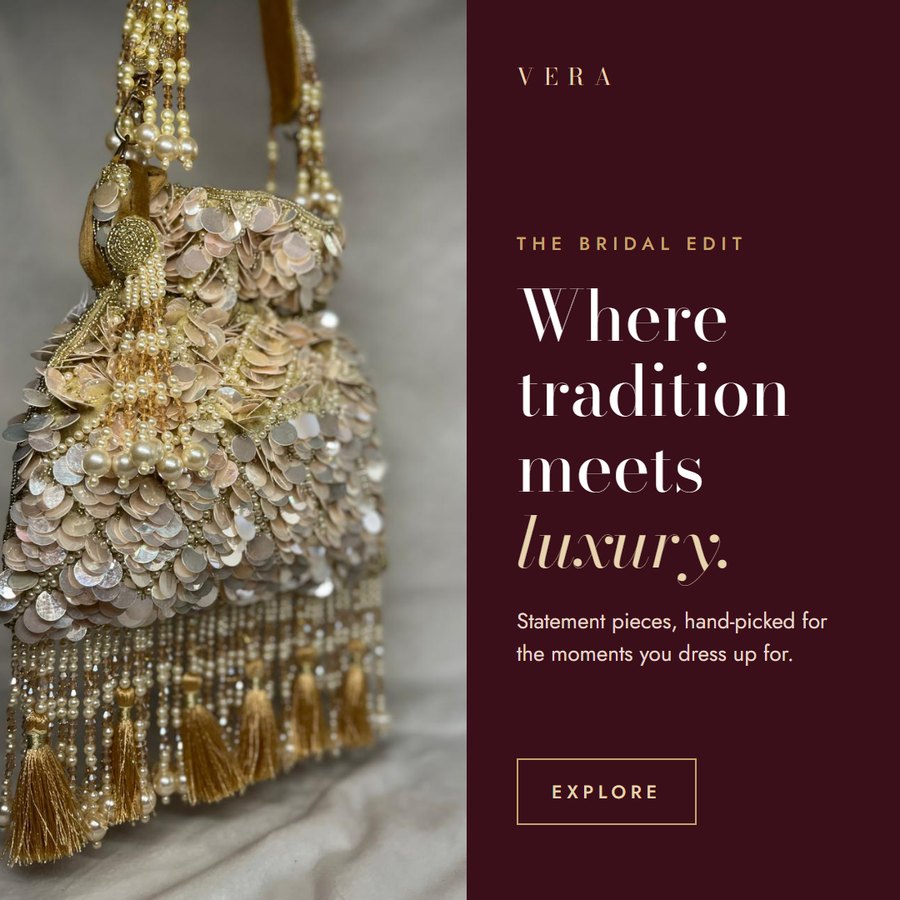 VERA
THE BRIDAL EDIT
Where
tradition
meets
luxury.
Statement pieces, hand-picked for
the moments you dress up for.
EXPLORE